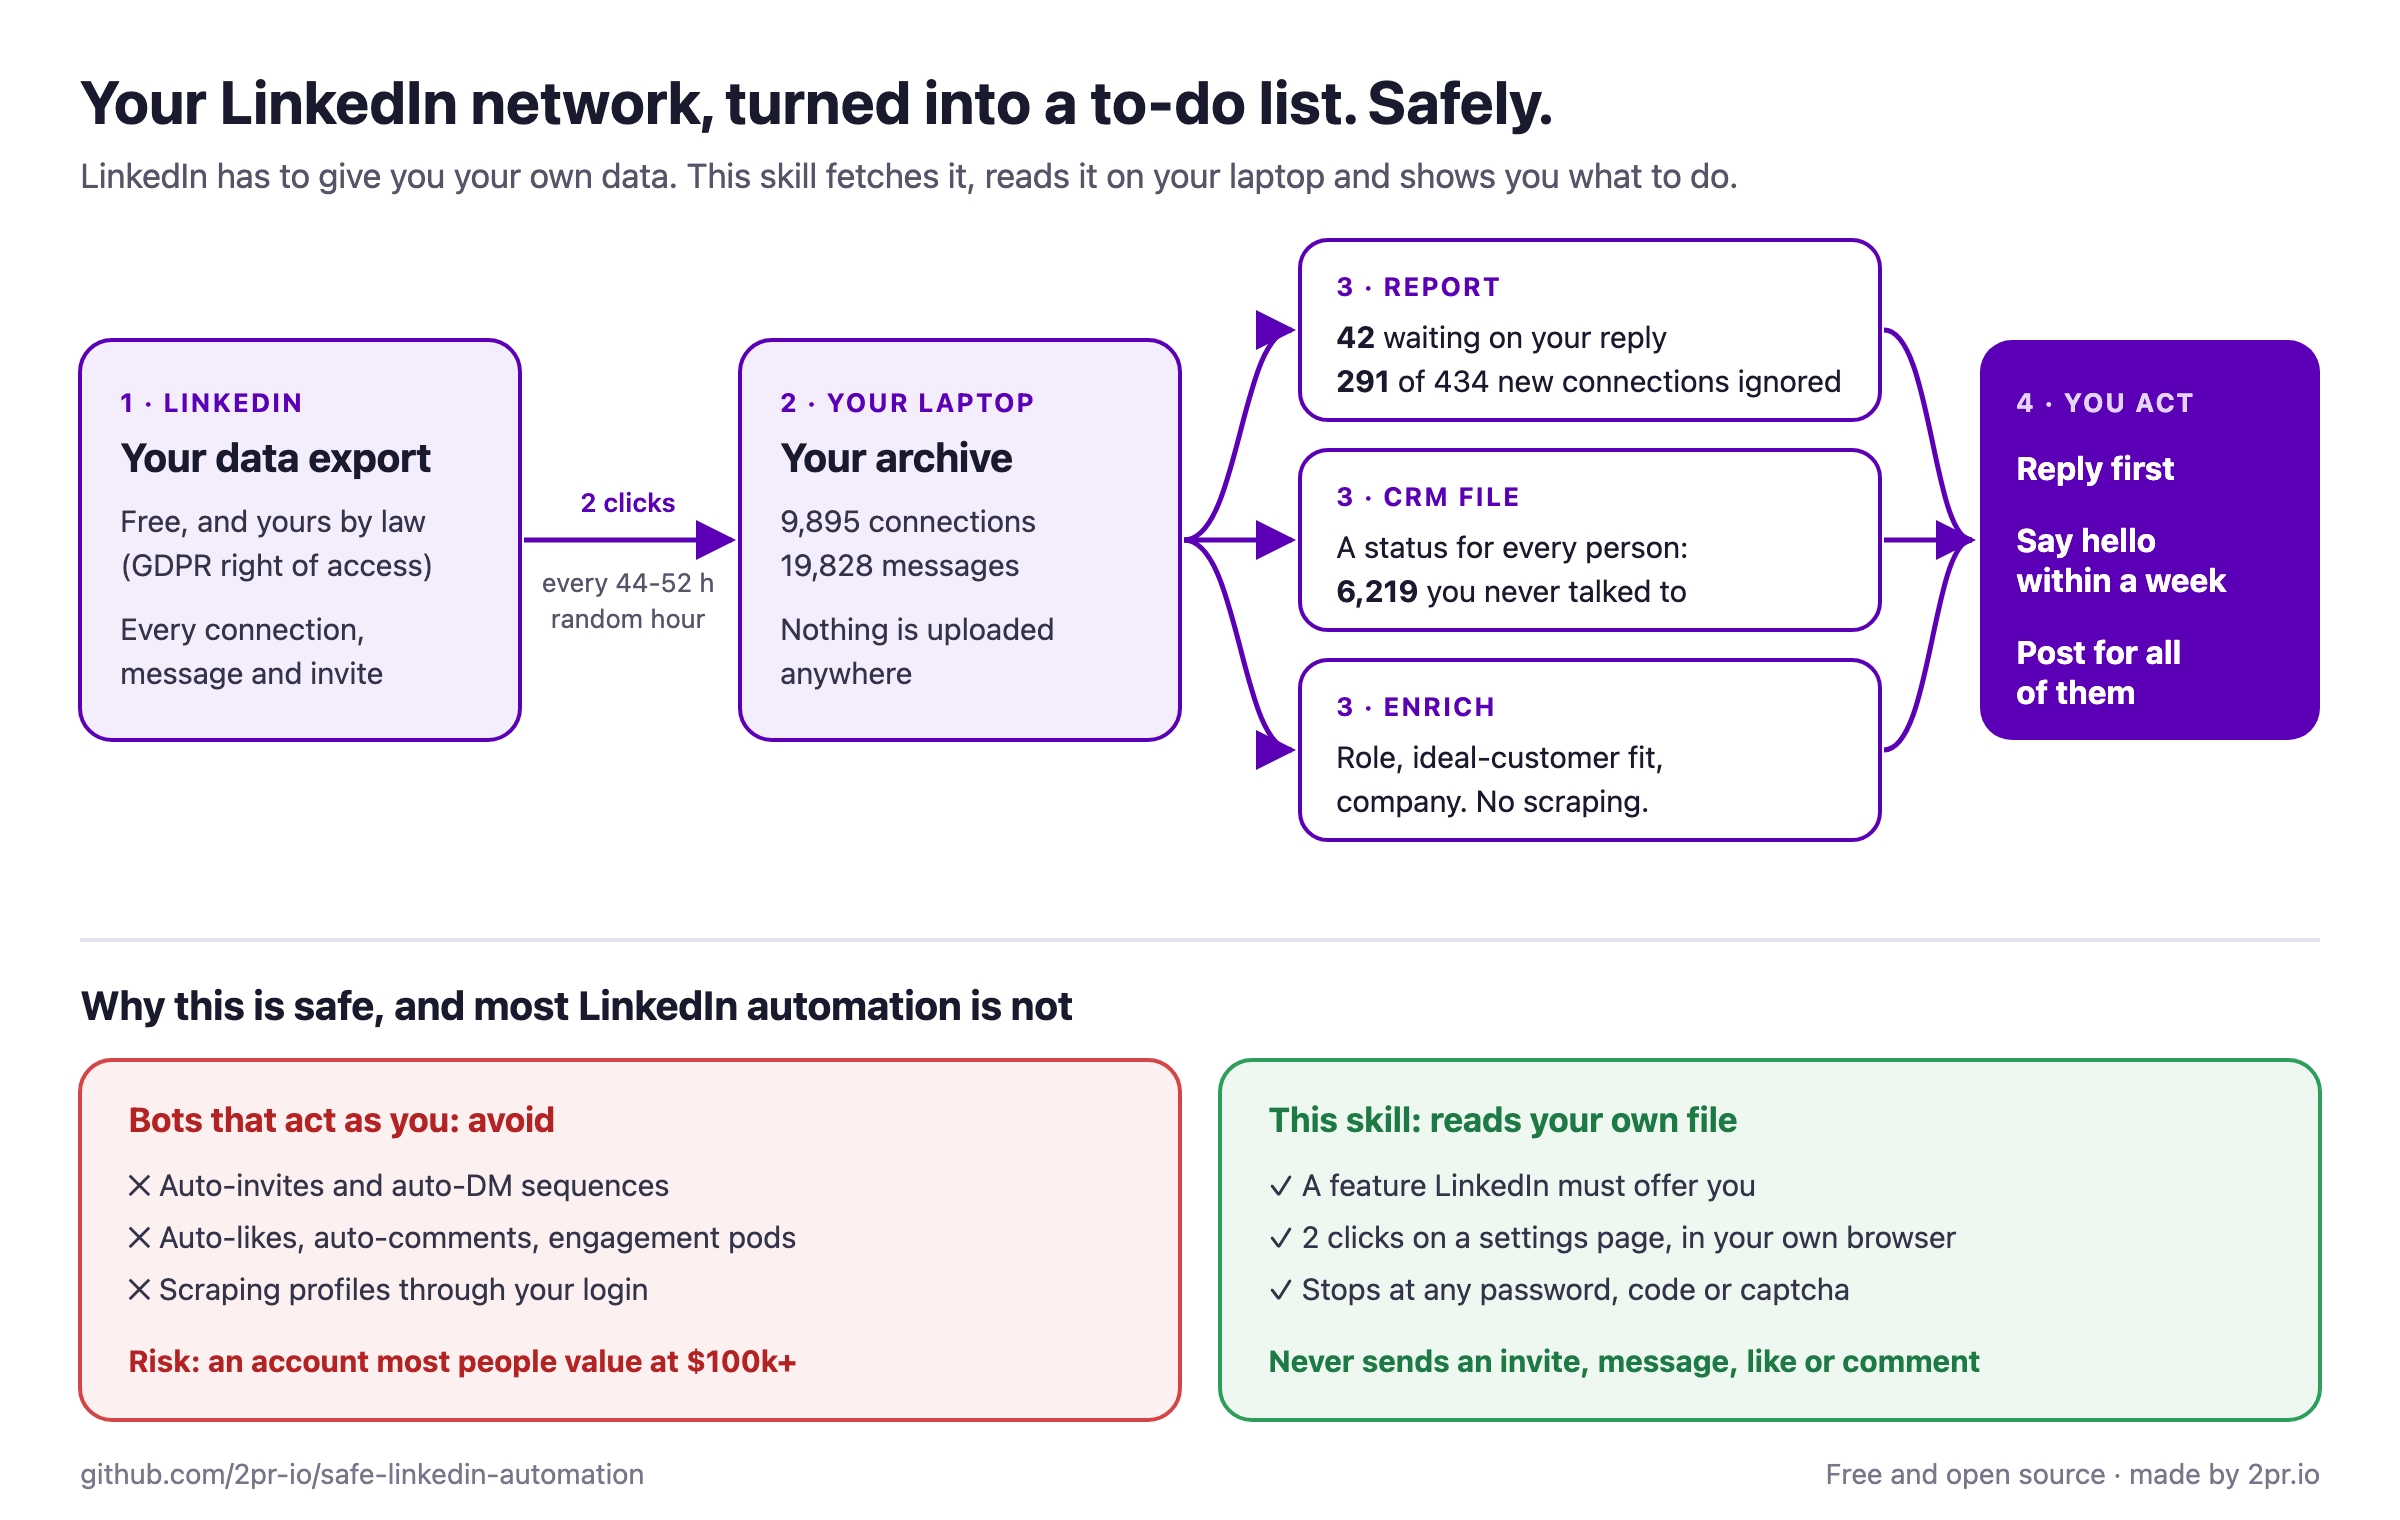 Your LinkedIn network, turned into a to-do list. Safely.
LinkedIn has to give you your own data. This skill fetches it, reads it on your laptop and shows you what to do.
1 · LINKEDIN
Your data export
Free, and yours by law
(GDPR right of access)
Every connection,
message and invite
2 clicks
every 44-52 h
random hour
2 · YOUR LAPTOP
Your archive
9,895 connections
19,828 messages
Nothing is uploaded
anywhere
3 · REPORT
42 waiting on your reply
291 of 434 new connections ignored
3 · CRM FILE
A status for every person:
6,219 you never talked to
3 · ENRICH
Role, ideal-customer fit,
company. No scraping.
4 · YOU ACT
Reply first
Say hello
within a week
Post for all
of them
Why this is safe, and most LinkedIn automation is not
Bots that act as you: avoid
✕ Auto-invites and auto-DM sequences
✕ Auto-likes, auto-comments, engagement pods
✕ Scraping profiles through your login
Risk: an account most people value at $100k+
This skill: reads your own file
✓ A feature LinkedIn must offer you
✓ 2 clicks on a settings page, in your own browser
✓ Stops at any password, code or captcha
Never sends an invite, message, like or comment
github.com/2pr-io/safe-linkedin-automation
Free and open source · made by 2pr.io